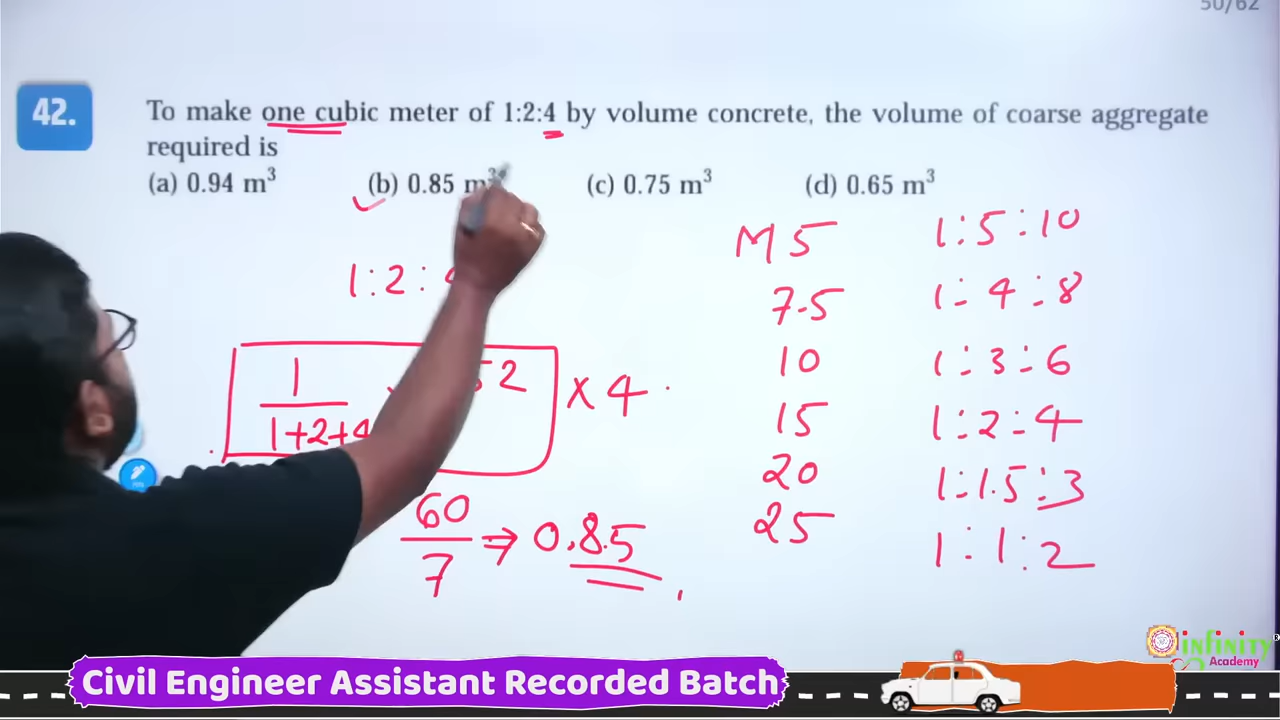 50/62
42. To make one cubic meter of 1:2:4 by volume concrete, the volume of coarse aggregate
required is
(a) 0.94 m³ (b) 0.85 m³ (c) 0.75 m³ (d) 0.65 m³
M5 1:5:10
7.5 1:4:8
10 1:3:6
15 1:2:4
20 1:1.5:3
25 1:1:2
1:2:
1
1+2+4
52
× 4
60
7
⇒ 0.85
infinity
Academy
Civil Engineer Assistant Recorded Batch